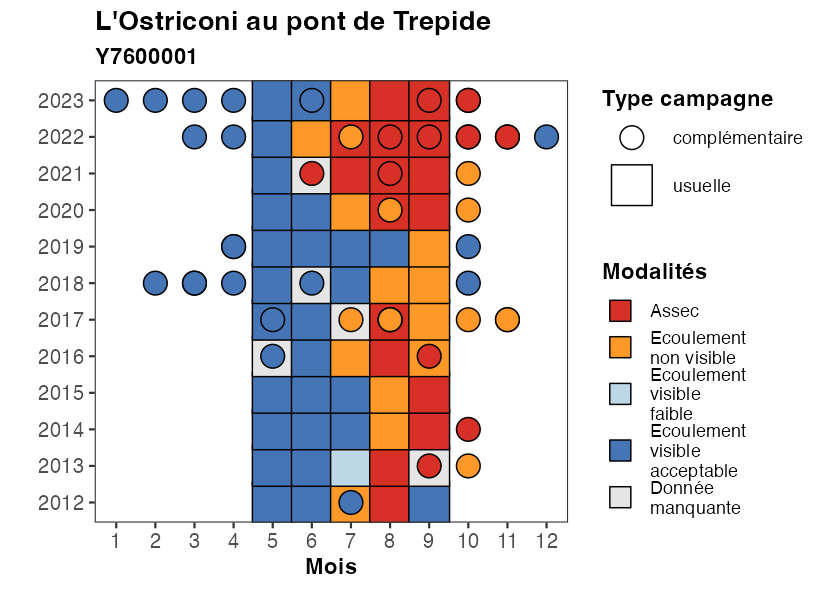 L'Ostriconi au pont de Trepide
Y7600001
2023
2022
2021
2020
2019
2018
2017
2016
2015
2014
2013
2012
1 2 3 4 5 6 7 8 9 10 11 12
Mois
Type campagne
complémentaire
usuelle
Modalités
Assec
Ecoulement
non visible
Ecoulement
visible
faible
Ecoulement
visible
acceptable
Donnée
manquante